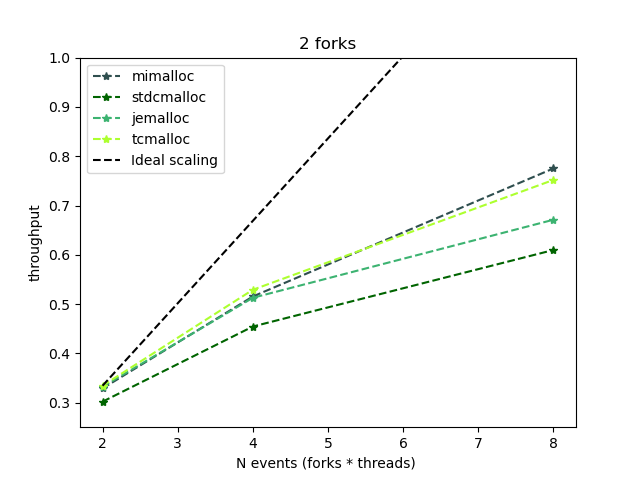 2 forks
mimalloc
stdcmalloc
jemalloc
tcmalloc
Ideal scaling
throughput
1.0
0.9
0.8
0.7
0.6
0.5
0.4
0.3
2 3 4 5 6 7 8
N events (forks * threads)